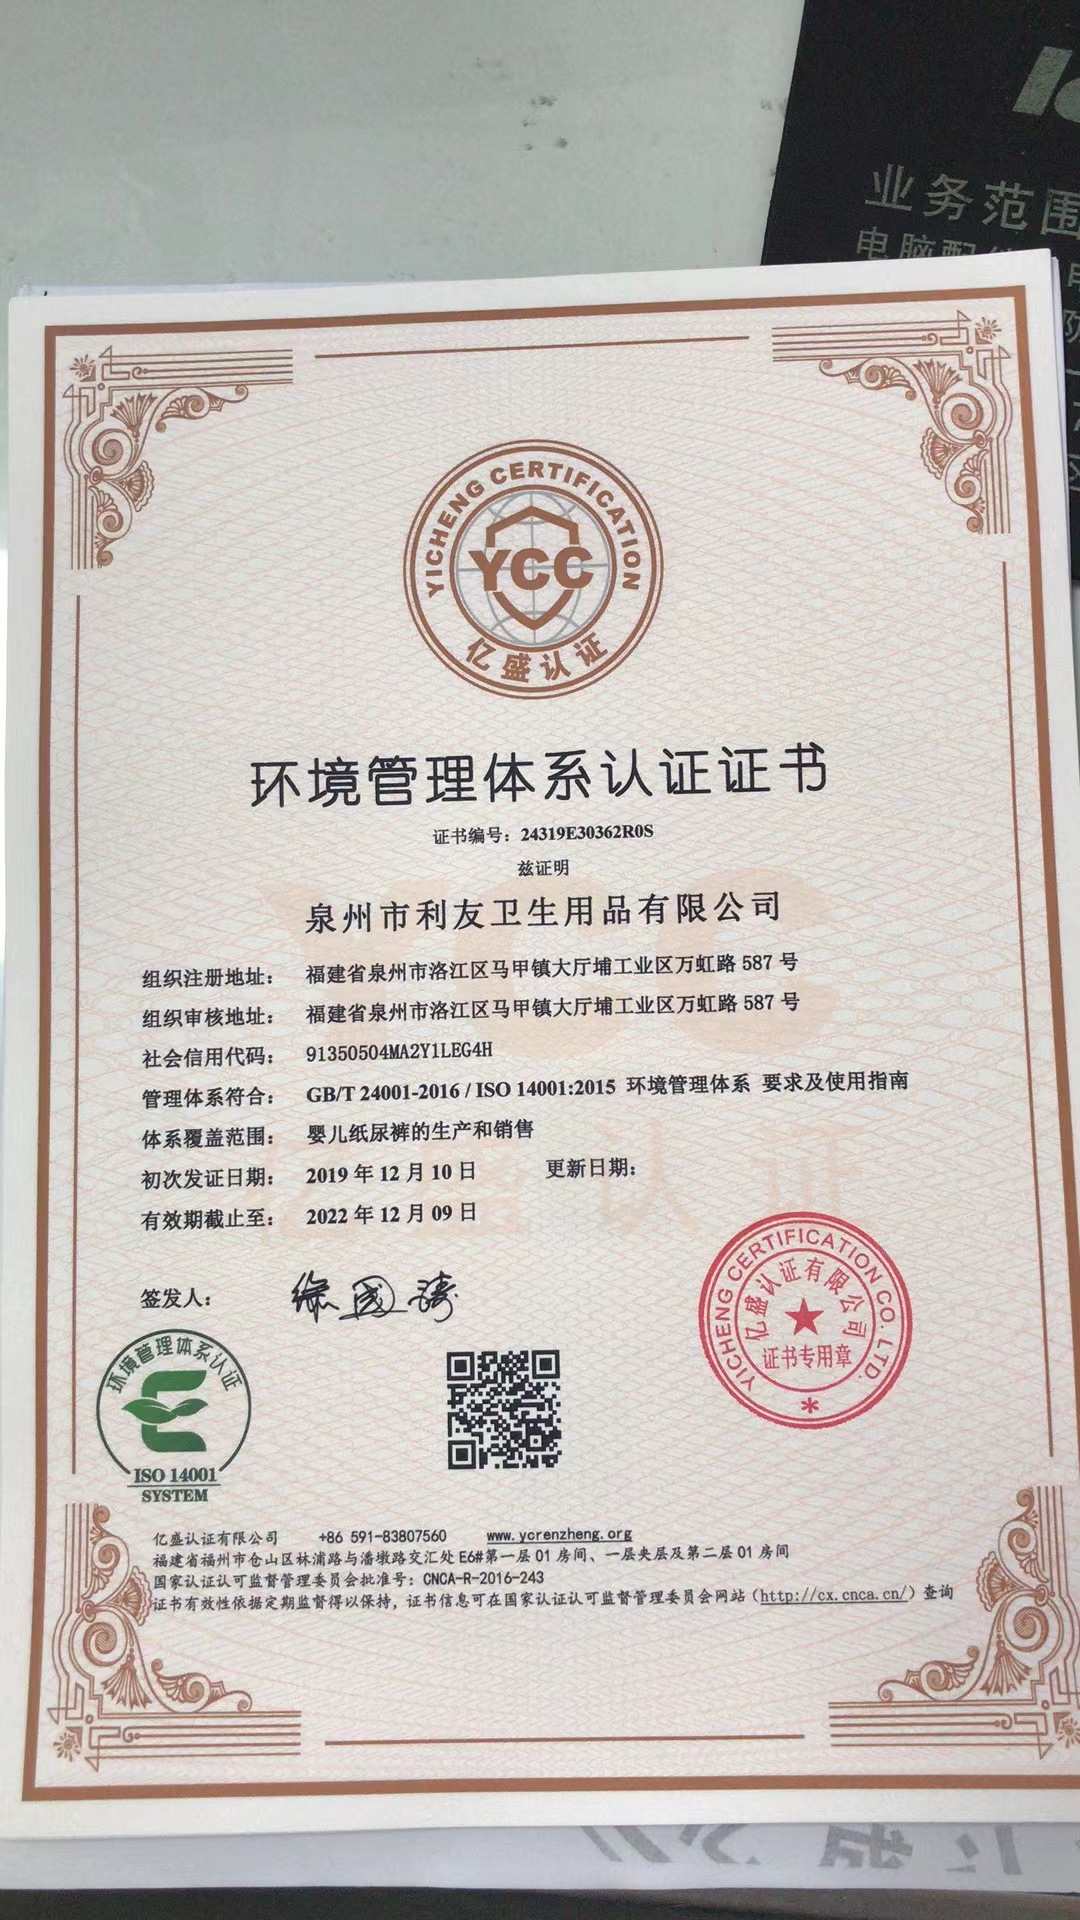 业务范围
YICHENG CERTIFICATION
YCC
亿盛认证
环境管理体系认证证书
证书编号：24319E30362R0S
兹证明
泉州市利友卫生用品有限公司
组织注册地址： 福建省泉州市洛江区马甲镇大厅埔工业区万虹路 587 号
组织审核地址： 福建省泉州市洛江区马甲镇大厅埔工业区万虹路 587 号
社会信用代码： 91350504MA2Y1LEG4H
管理体系符合： GB/T 24001-2016 / ISO 14001:2015 环境管理体系 要求及使用指南
体系覆盖范围： 婴儿纸尿裤的生产和销售
初次发证日期： 2019 年 12 月 10 日 更新日期：
有效期截止至： 2022 年 12 月 09 日
签发人：
YICHENG CERTIFICATION CO. LTD.
亿盛认证有限公司
证书专用章
环境管理体系认证
ISO 14001
SYSTEM
亿盛认证有限公司 +86 591-83807560 www.ycrenzheng.org
福建省福州市仓山区林浦路与潘墩路交汇处 E6#第一层 01 房间、一层夹层及第二层 01 房间
国家认证认可监督管理委员会批准号：CNCA-R-2016-243
证书有效性依据定期监督得以保持，证书信息可在国家认证认可监督管理委员会网站（http://cx.cnca.cn/）查询